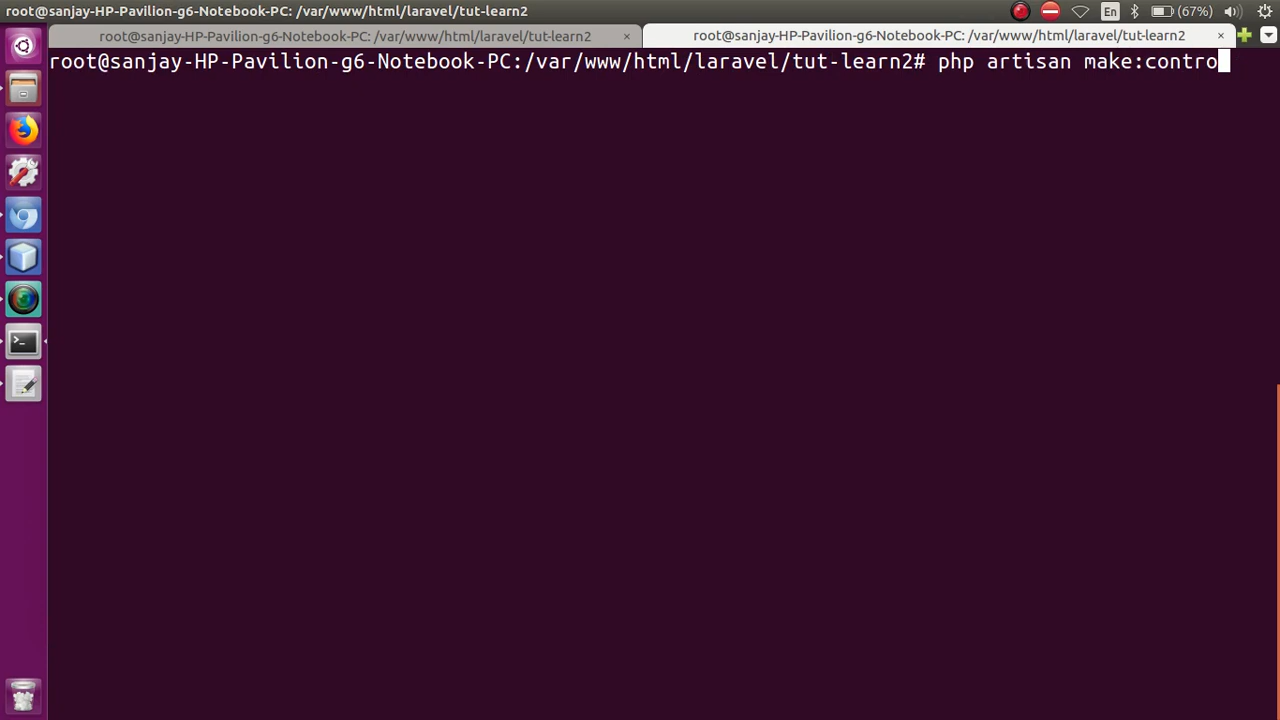 root@sanjay-HP-Pavilion-g6-Notebook-PC: /var/www/html/laravel/tut-learn2
En
(67%)
root@sanjay-HP-Pavilion-g6-Notebook-PC: /var/www/html/laravel/tut-learn2 ×
root@sanjay-HP-Pavilion-g6-Notebook-PC: /var/www/html/laravel/tut-learn2 ×
root@sanjay-HP-Pavilion-g6-Notebook-PC:/var/www/html/laravel/tut-learn2# php artisan make:contro